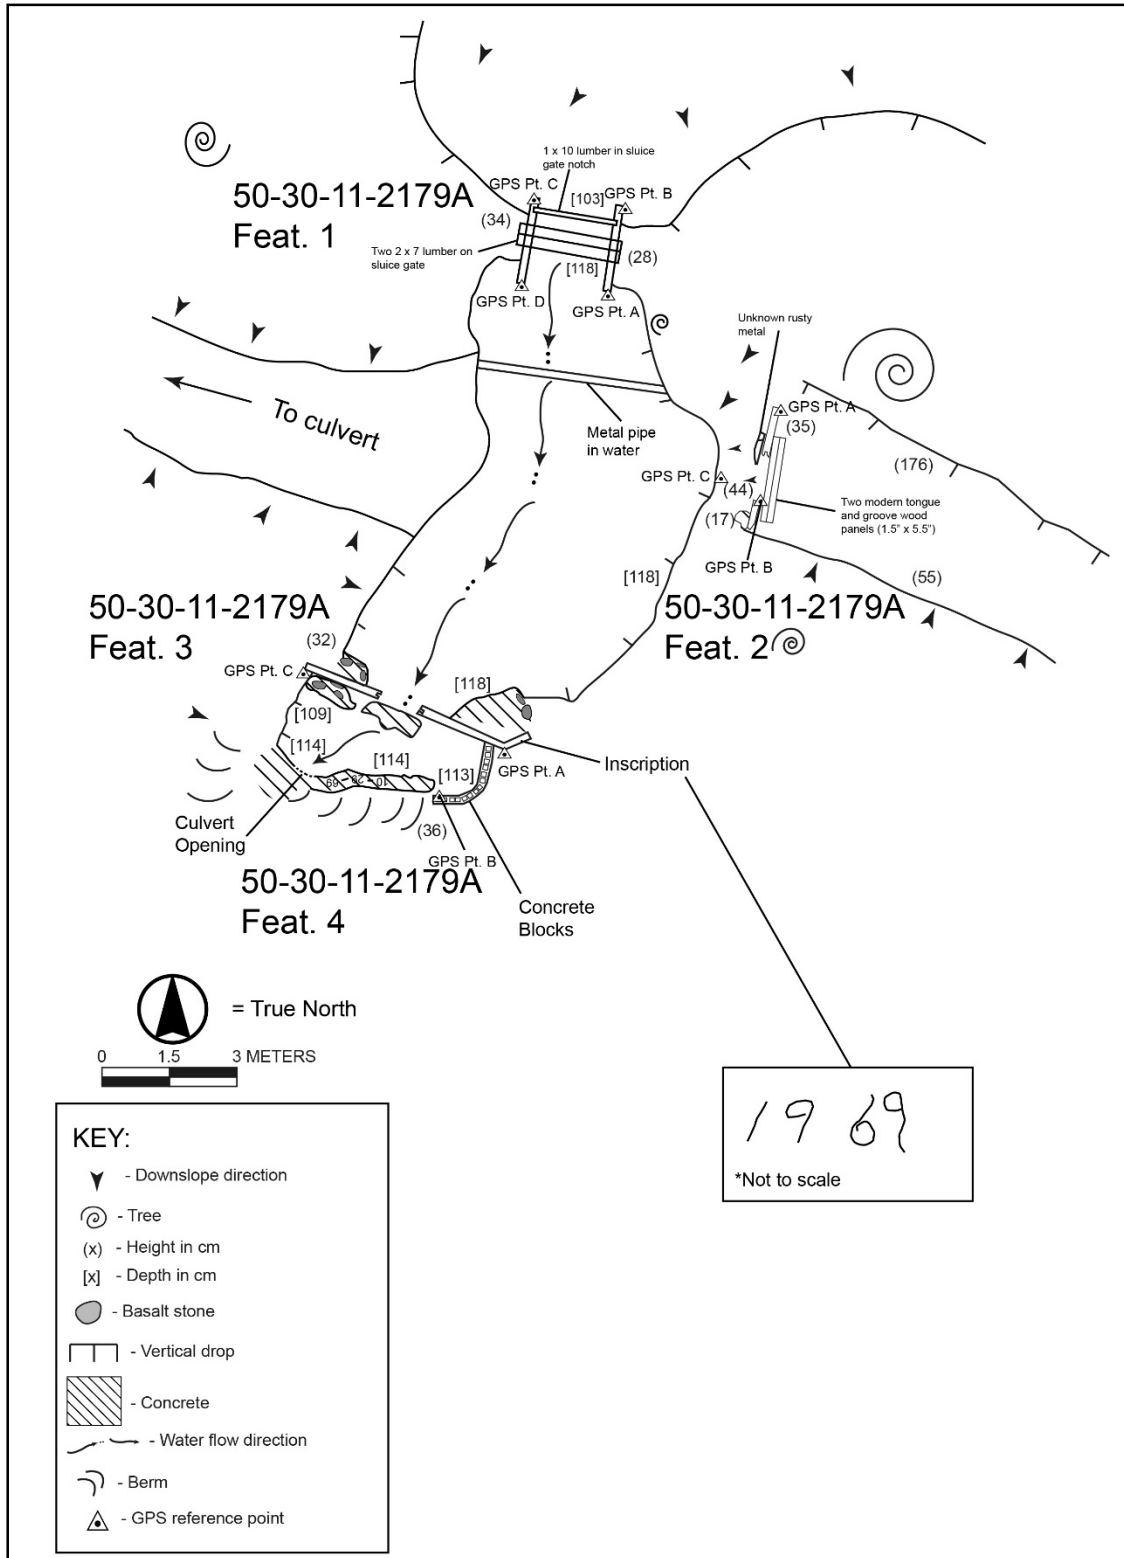 1 x 10 lumber in sluice
gate notch
50-30-11-2179A
Feat. 1
GPS Pt. C
[103]
GPS Pt. B
(34)
Two 2 x 7 lumber on
sluice gate
(28)
[118]
GPS Pt. D
GPS Pt. A
Unknown rusty
metal
To culvert
Metal pipe
in water
GPS Pt. A
(35)
(176)
GPS Pt. C
(44)
(17)
Two modern tongue
and groove wood
panels (1.5" x 5.5")
GPS Pt. B
(55)
[118]
50-30-11-2179A
Feat. 2
50-30-11-2179A
Feat. 3
(32)
GPS Pt. C
[118]
[109]
[114]
[114]
[113]
10 - 28 - 69
GPS Pt. A
Inscription
Culvert
Opening
(36)
GPS Pt. B
50-30-11-2179A
Feat. 4
Concrete
Blocks
= True North
0 1.5 3 METERS
19 69
*Not to scale
KEY:
- Downslope direction
- Tree
(x) - Height in cm
[x] - Depth in cm
- Basalt stone
- Vertical drop
- Concrete
- Water flow direction
- Berm
- GPS reference point